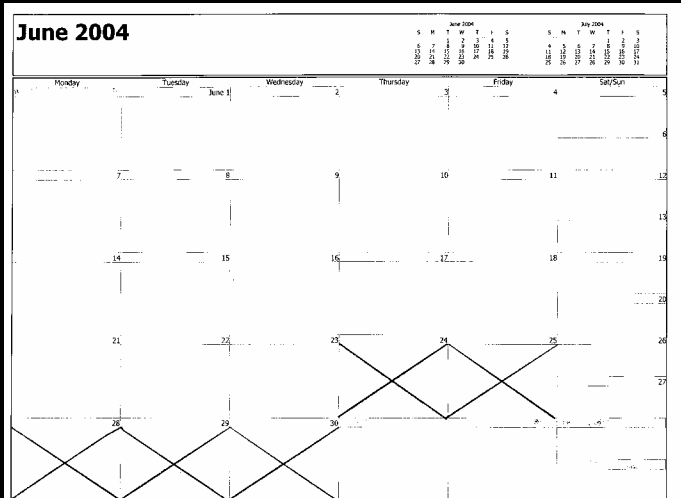 June 2004
June 2004
S M T W T F S
1 2 3 4 5
6 7 8 9 10 11 12
13 14 15 16 17 18 19
20 21 22 23 24 25 26
27 28 29 30
July 2004
S M T W T F S
1 2 3
4 5 6 7 8 9 10
11 12 13 14 15 16 17
18 19 20 21 22 23 24
25 26 27 28 29 30 31
Monday Tuesday Wednesday Thursday Friday Sat/Sun
June 1 2 3 4 5
6
7 8 9 10 11 12
13
14 15 16 17 18 19
20
21 22 23 24 25 26
27
28 29 30